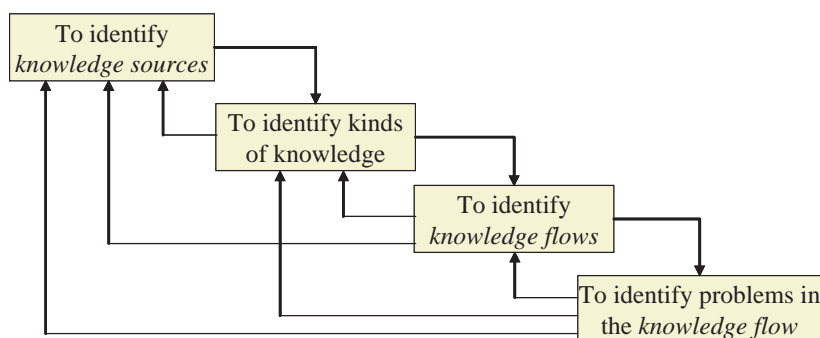 To identify
knowledge sources
To identify kinds
of knowledge
To identify
knowledge flows
To identify problems in
the knowledge flow